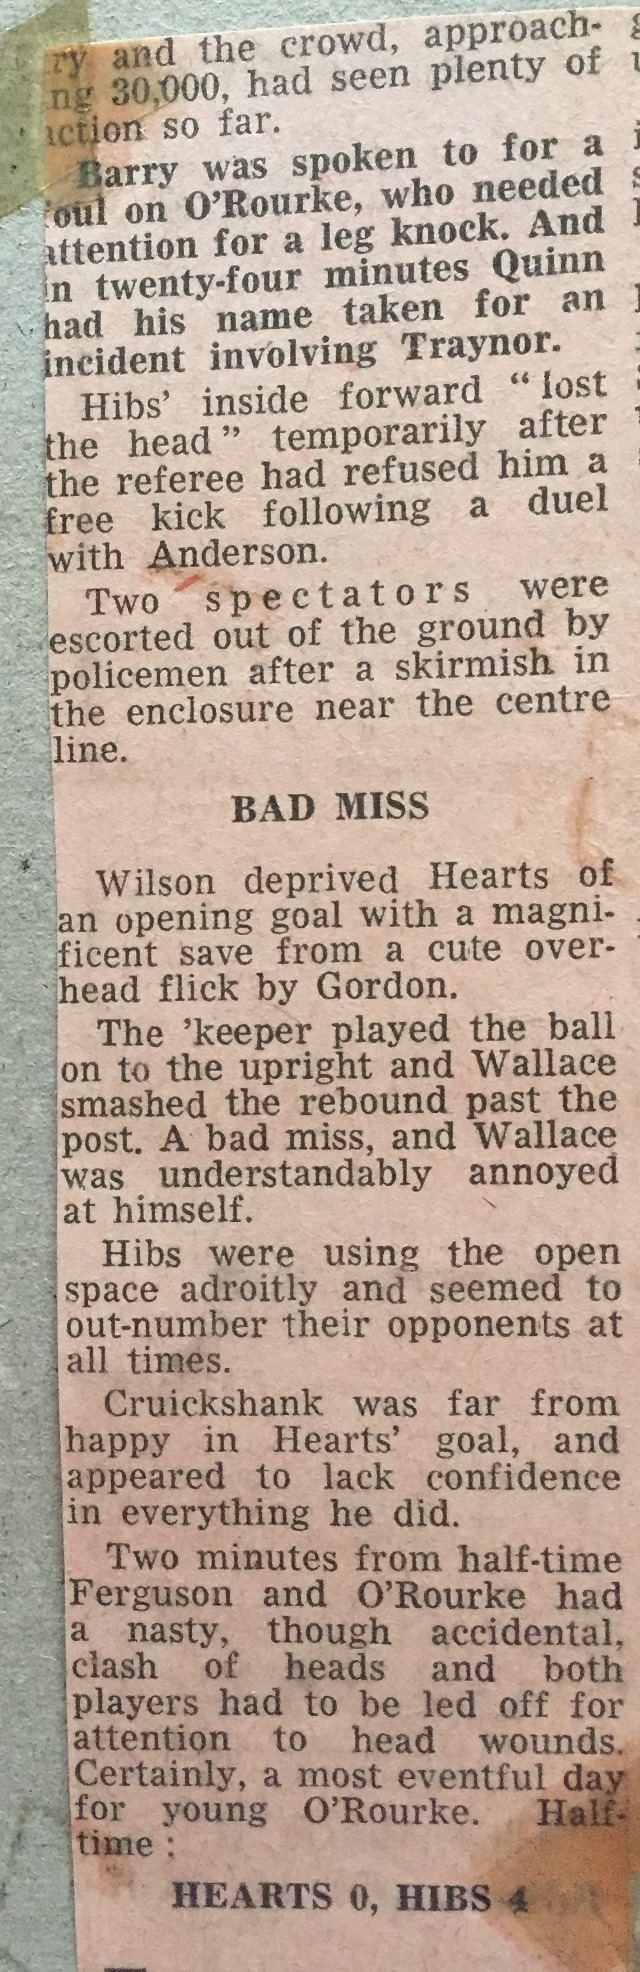 ry and the crowd, approach-
ng 30,000, had seen plenty of
action so far.
Barry was spoken to for a
foul on O'Rourke, who needed
attention for a leg knock. And
in twenty-four minutes Quinn
had his name taken for an
incident involving Traynor.
Hibs' inside forward “lost
the head” temporarily after
the referee had refused him a
free kick following a duel
with Anderson.
Two spectators were
escorted out of the ground by
policemen after a skirmish in
the enclosure near the centre
line.
BAD MISS
Wilson deprived Hearts of
an opening goal with a magni-
ficent save from a cute over-
head flick by Gordon.
The 'keeper played the ball
on to the upright and Wallace
smashed the rebound past the
post. A bad miss, and Wallace
was understandably annoyed
at himself.
Hibs were using the open
space adroitly and seemed to
out-number their opponents at
all times.
Cruickshank was far from
happy in Hearts' goal, and
appeared to lack confidence
in everything he did.
Two minutes from half-time
Ferguson and O'Rourke had
a nasty, though accidental,
clash of heads and both
players had to be led off for
attention to head wounds.
Certainly, a most eventful day
for young O'Rourke. Half-
time :
HEARTS 0, HIBS 4